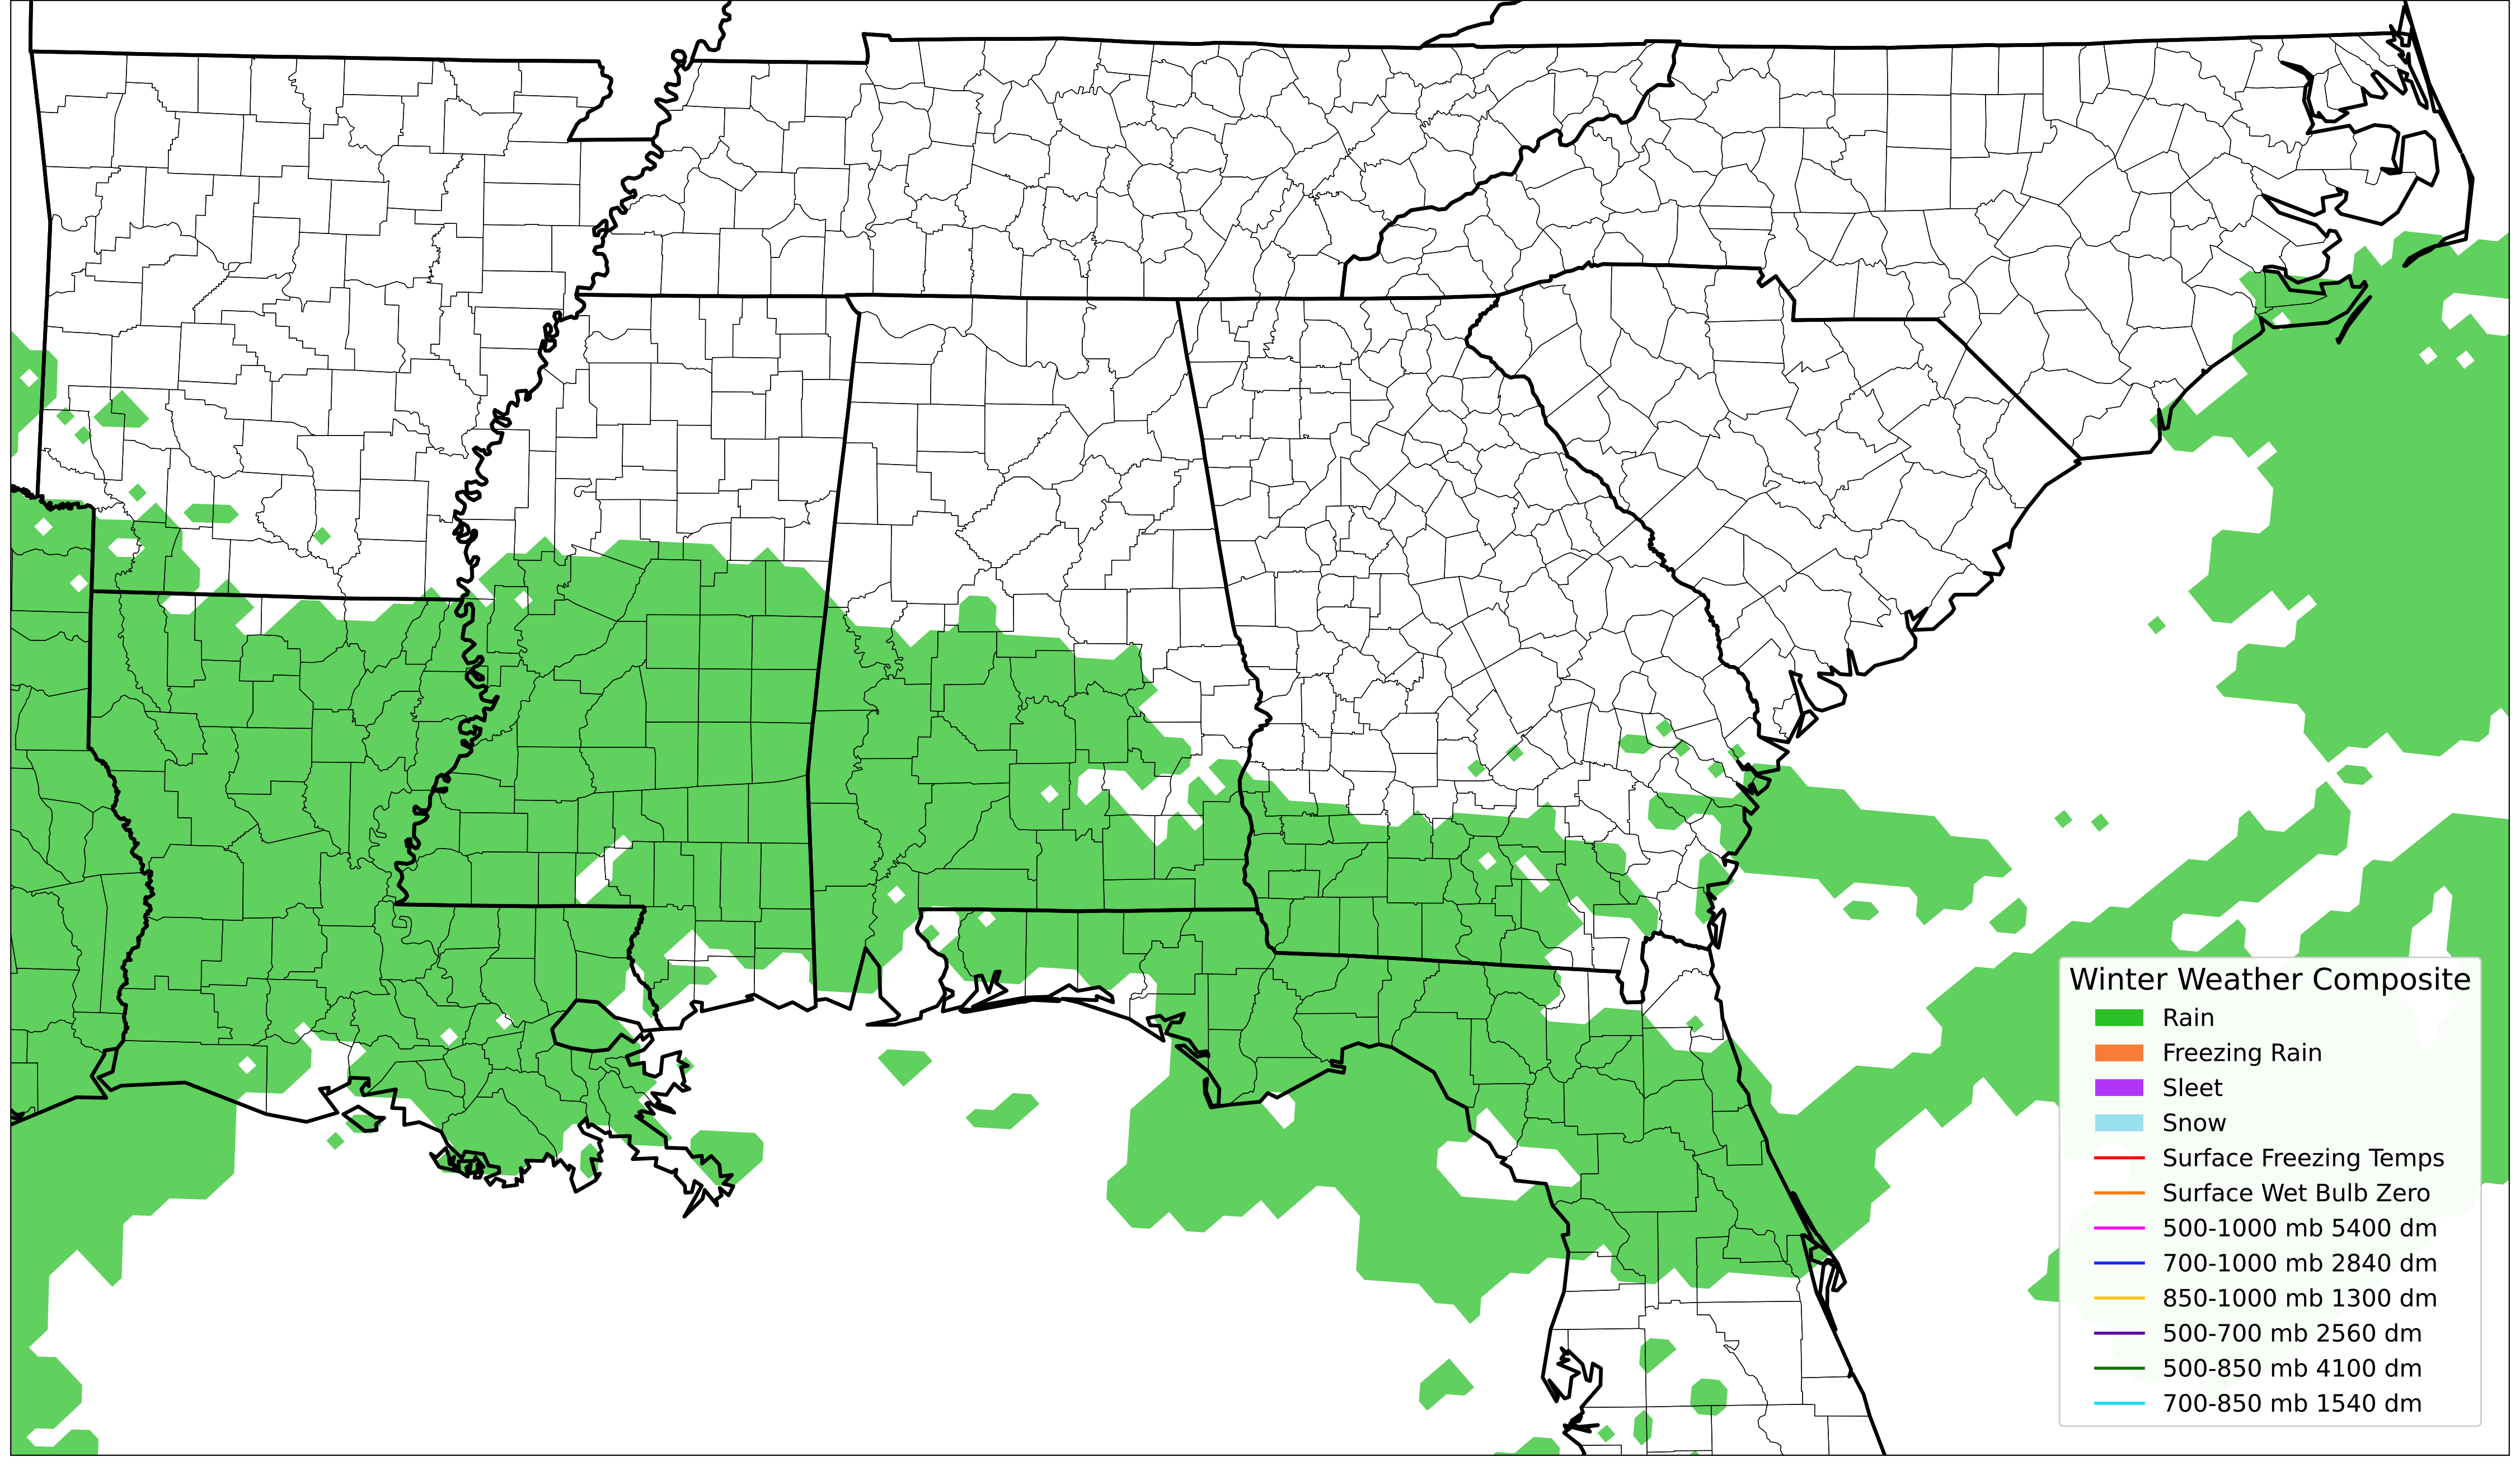 Winter Weather Composite
Rain
Freezing Rain
Sleet
Snow
Surface Freezing Temps
Surface Wet Bulb Zero
500-1000 mb 5400 dm
700-1000 mb 2840 dm
850-1000 mb 1300 dm
500-700 mb 2560 dm
500-850 mb 4100 dm
700-850 mb 1540 dm